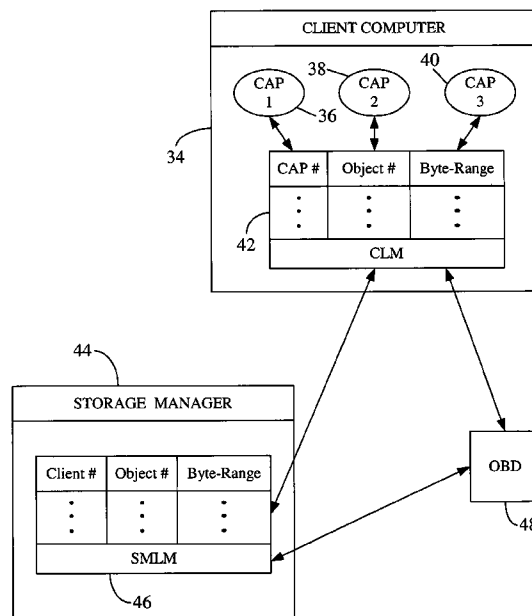 CLIENT COMPUTER
38
40
CAP
1
CAP
2
CAP
3
36
34
CAP # Object # Byte-Range
42
CLM
44
STORAGE MANAGER
Client # Object # Byte-Range
OBD
SMLM
48
46